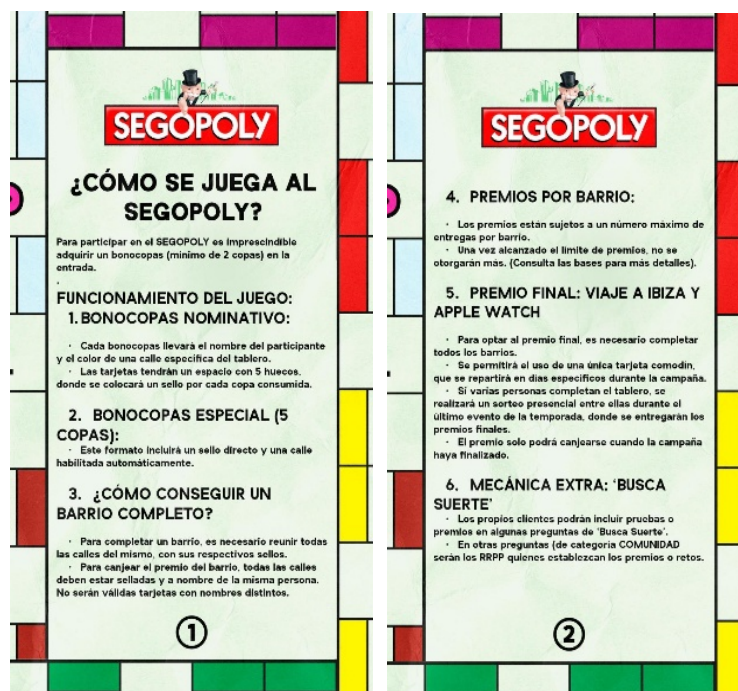 SEGOPOLY
¿CÓMO SE JUEGA AL
SEGOPOLY?
Para participar en el SEGOPOLY es imprescindible
adquirir un bonocopas (mínimo de 2 copas) en la
entrada.
.
FUNCIONAMIENTO DEL JUEGO:
1. BONOCOPAS NOMINATIVO:
· Cada bonocopas llevará el nombre del participante
y el color de una calle específica del tablero.
· Las tarjetas tendrán un espacio con 5 huecos,
donde se colocará un sello por cada copa consumida.
2. BONOCOPAS ESPECIAL (5
COPAS):
· Este formato incluirá un sello directo y una calle
habilitada automáticamente.
3. ¿CÓMO CONSEGUIR UN
BARRIO COMPLETO?
· Para completar un barrio, es necesario reunir todas
las calles del mismo, con sus respectivos sellos.
· Para canjear el premio del barrio, todas las calles
deben estar selladas y a nombre de la misma persona.
No serán válidas tarjetas con nombres distintos.
1
SEGOPOLY
4. PREMIOS POR BARRIO:
· Los premios están sujetos a un número máximo de
entregas por barrio.
· Una vez alcanzado el límite de premios, no se
otorgarán más. (Consulta las bases para más detalles).
5. PREMIO FINAL: VIAJE A IBIZA Y
APPLE WATCH
· Para optar al premio final, es necesario completar
todos los barrios.
· Se permitirá el uso de una única tarjeta comodín,
que se repartirá en días específicos durante la campaña.
· Si varias personas completan el tablero, se
realizará un sorteo presencial entre ellas durante el
último evento de la temporada, donde se entregarán los
premios finales.
· El premio solo podrá canjearse cuando la campaña
haya finalizado.
6. MECÁNICA EXTRA: 'BUSCA
SUERTE'
· Los propios clientes podrán incluir pruebas o
premios en algunas preguntas de 'Busca Suerte'.
· En otras preguntas (de categoría COMUNIDAD
serán los RRPP quienes establezcan los premios o retos.
2